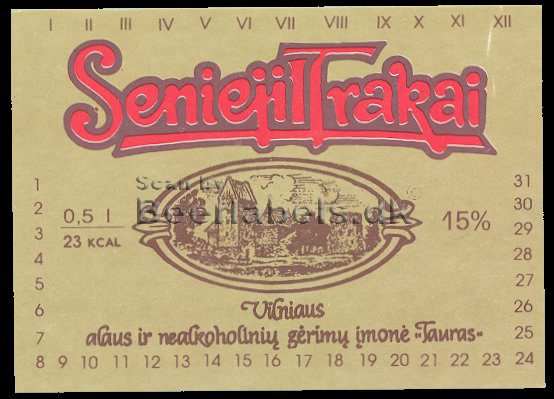 I II III IV V VI VII VIII IX X XI XII
Senieji Trakai
Scan by
Beerlabels.dk ©
1
2
3
4
5
6
7
0,5 l
23 KCAL
15%
31
30
29
28
27
26
25
Vilniaus
alaus ir nealkoholinių gėrimų įmonė "Tauras"
8 9 10 11 12 13 14 15 16 17 18 19 20 21 22 23 24